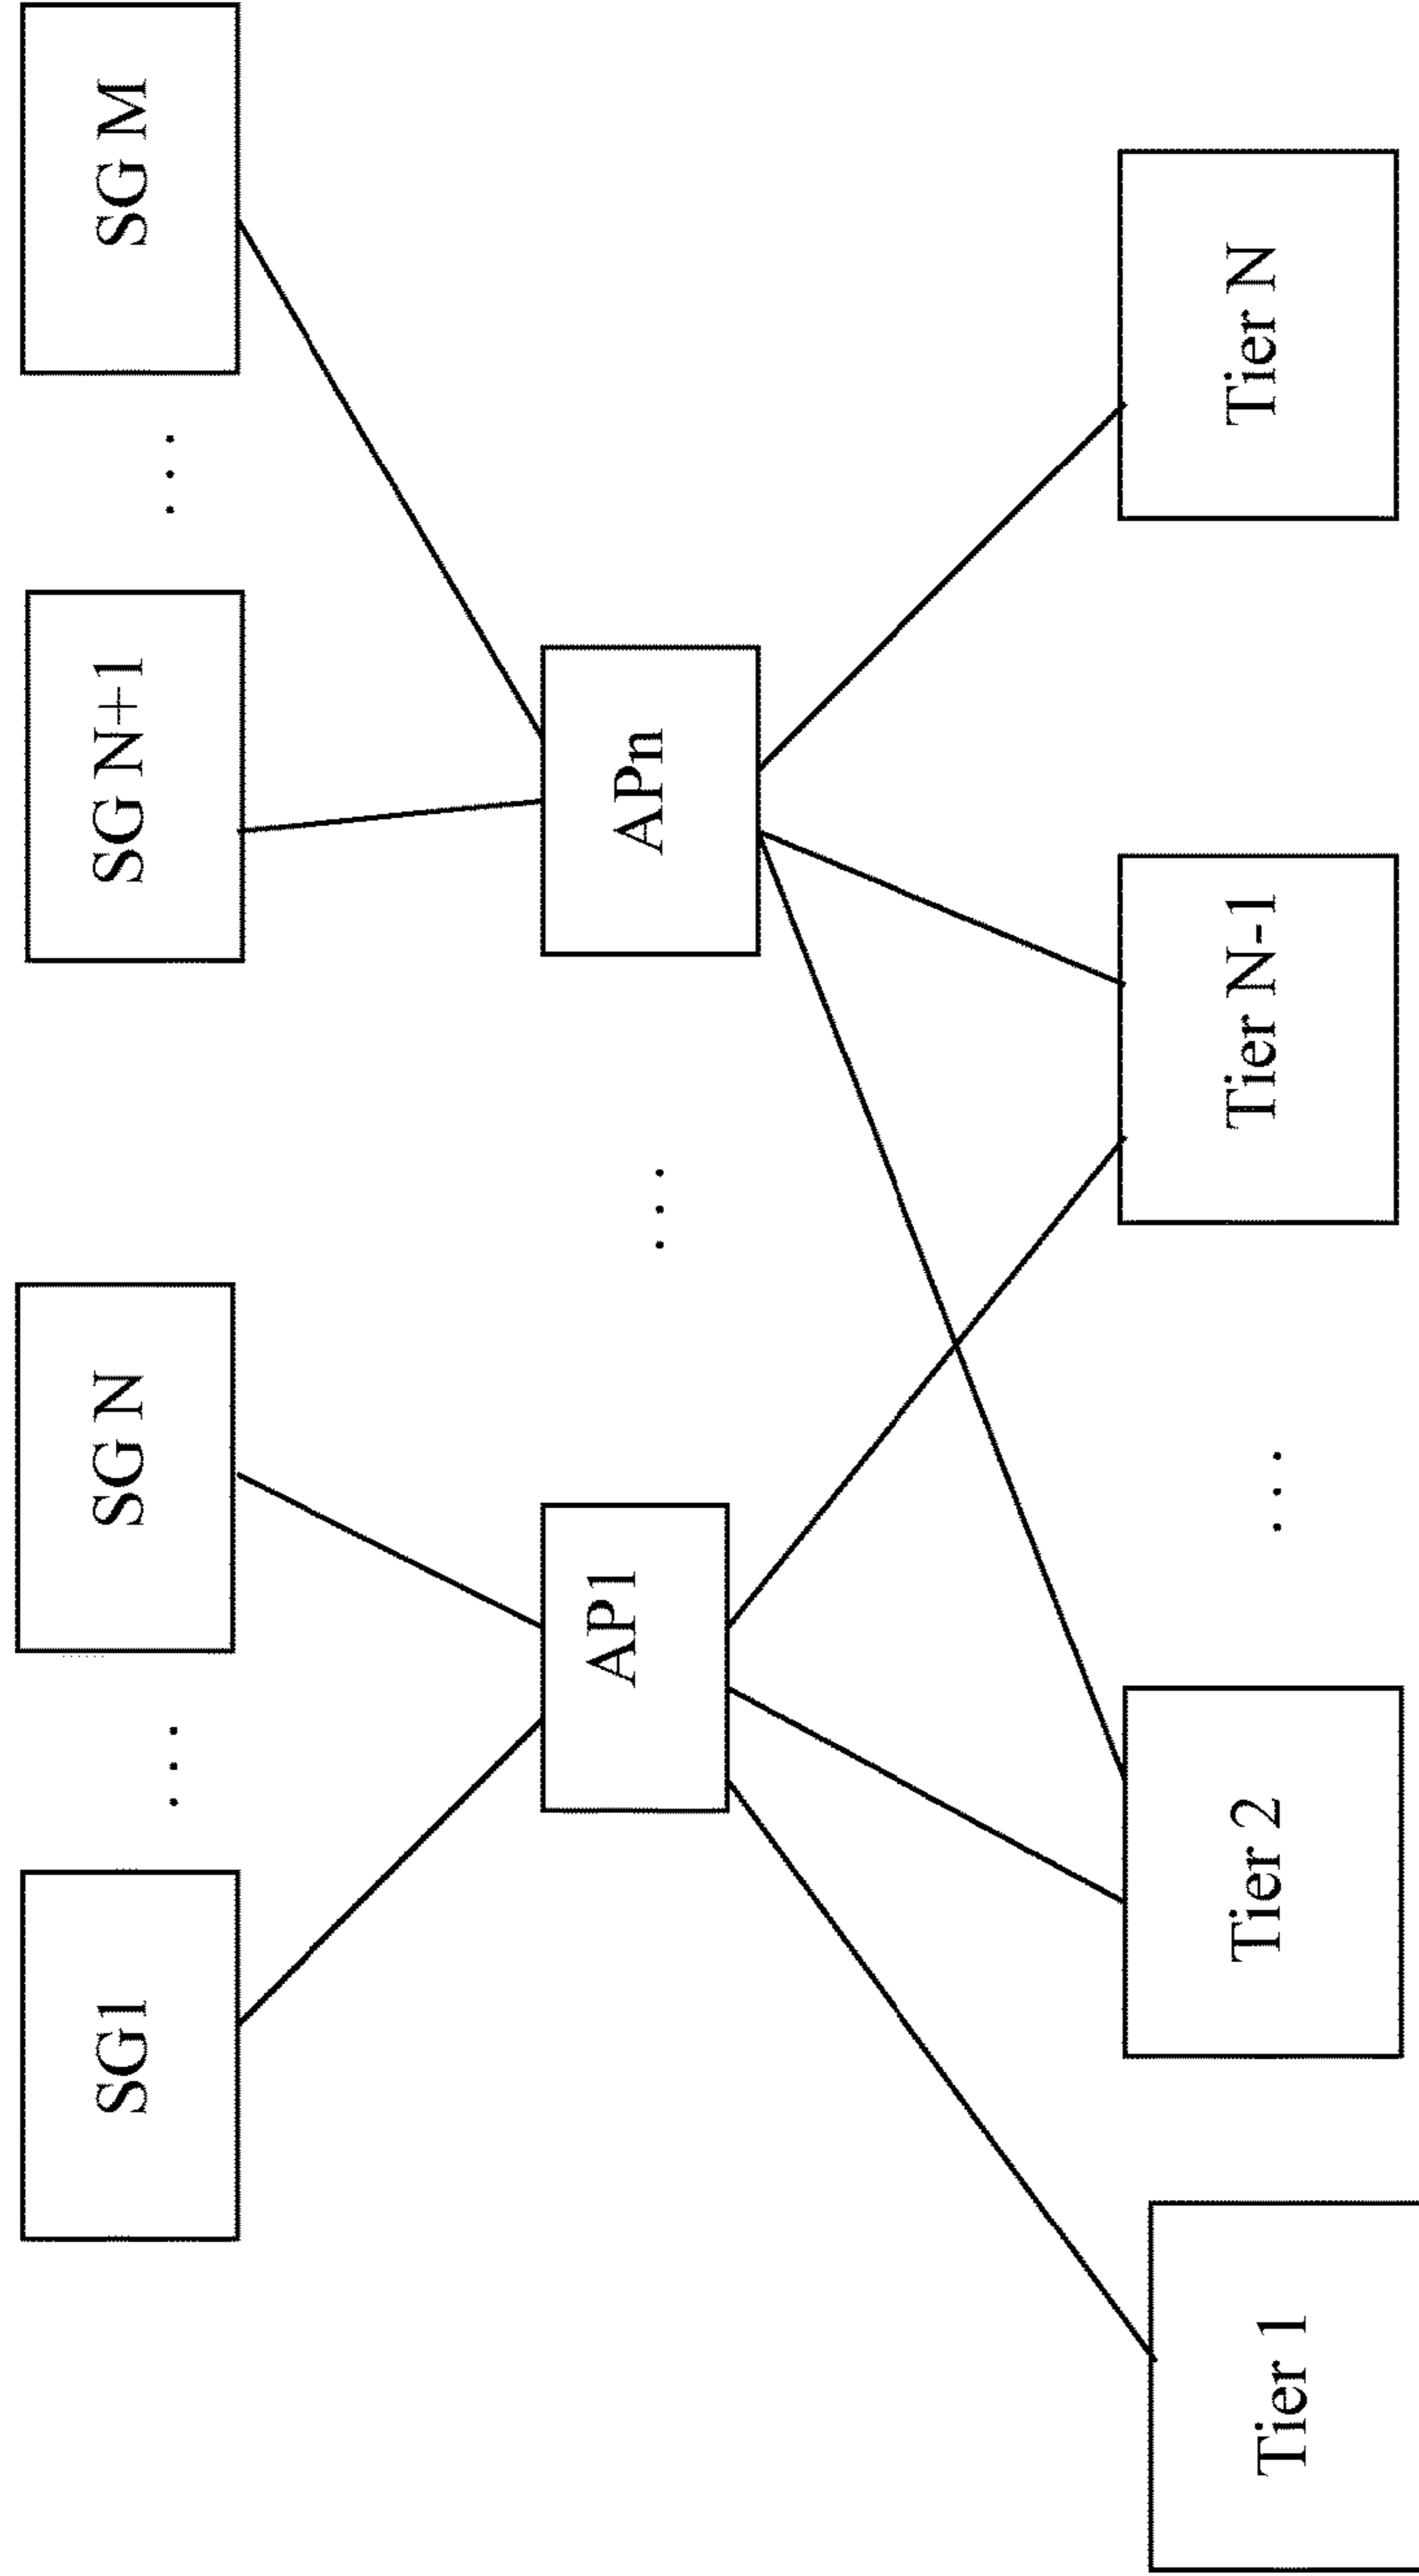 SG1
. . .
SG N
SG N+1
. . .
SG M
AP1
. . .
APn
Tier 1
Tier 2
. . .
Tier N-1
Tier N